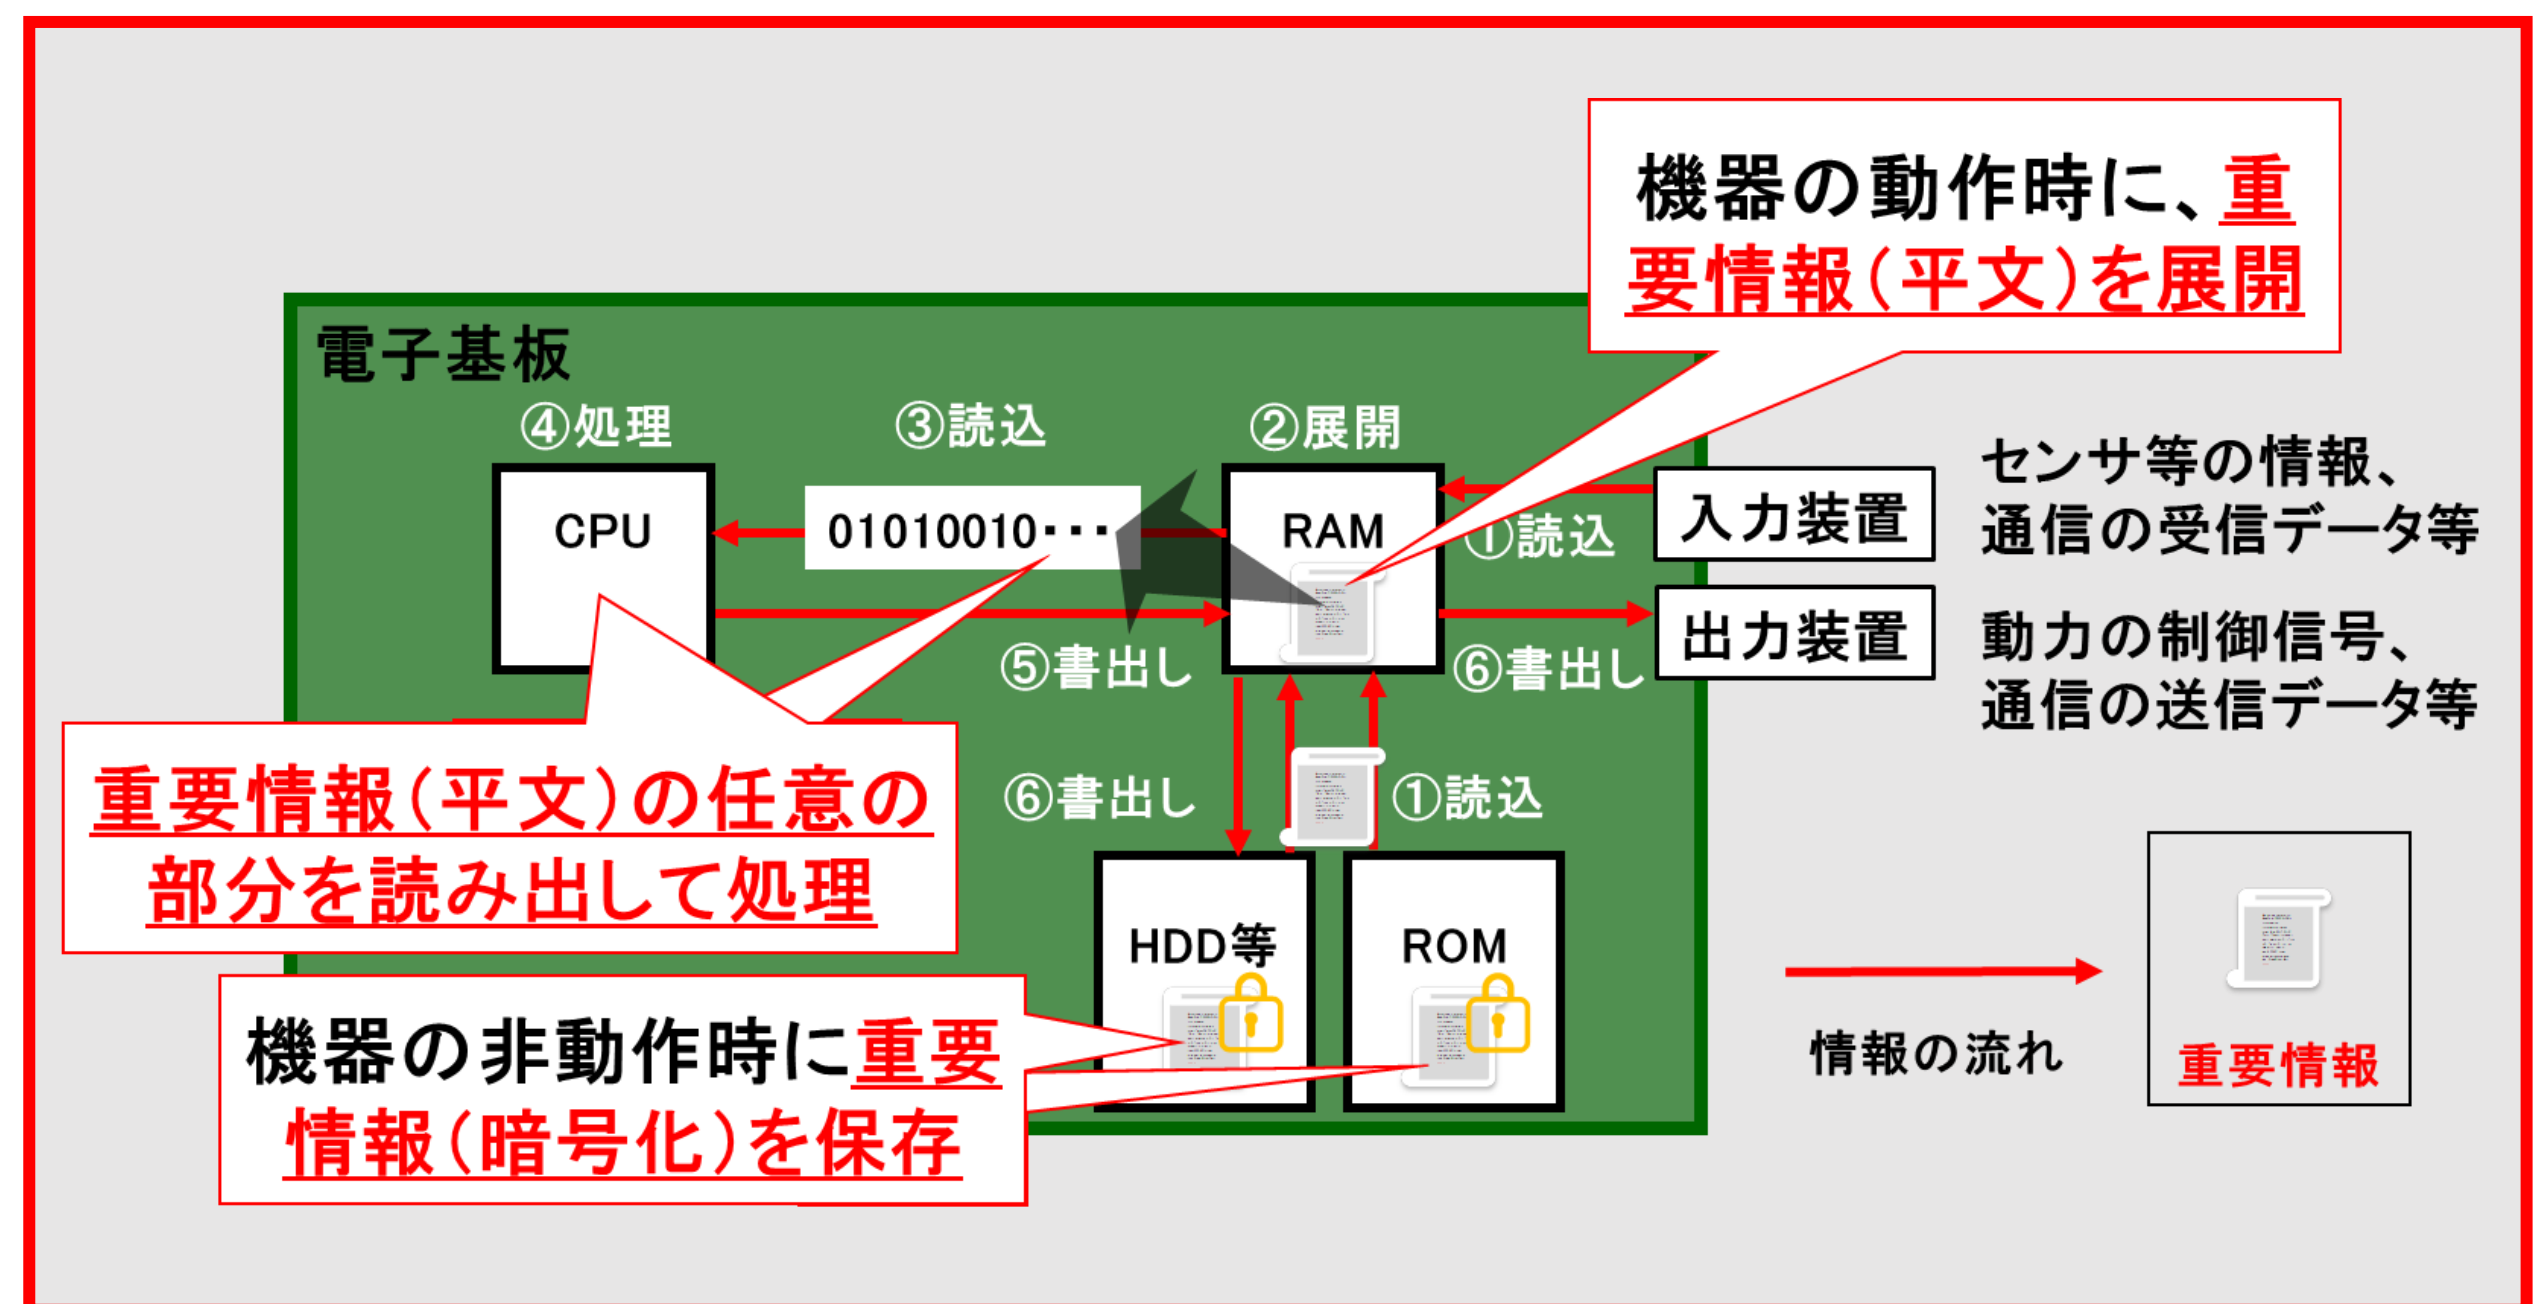 機器の動作時に、重
要情報(平文)を展開
電子基板
④処理
③読込
②展開
CPU
01010010・・・
RAM
①読込
入力装置
センサ等の情報、
通信の受信データ等
⑤書出し
⑥書出し
出力装置
動力の制御信号、
通信の送信データ等
重要情報(平文)の任意の
部分を読み出して処理
⑥書出し
①読込
HDD等
ROM
機器の非動作時に重要
情報(暗号化)を保存
情報の流れ
重要情報